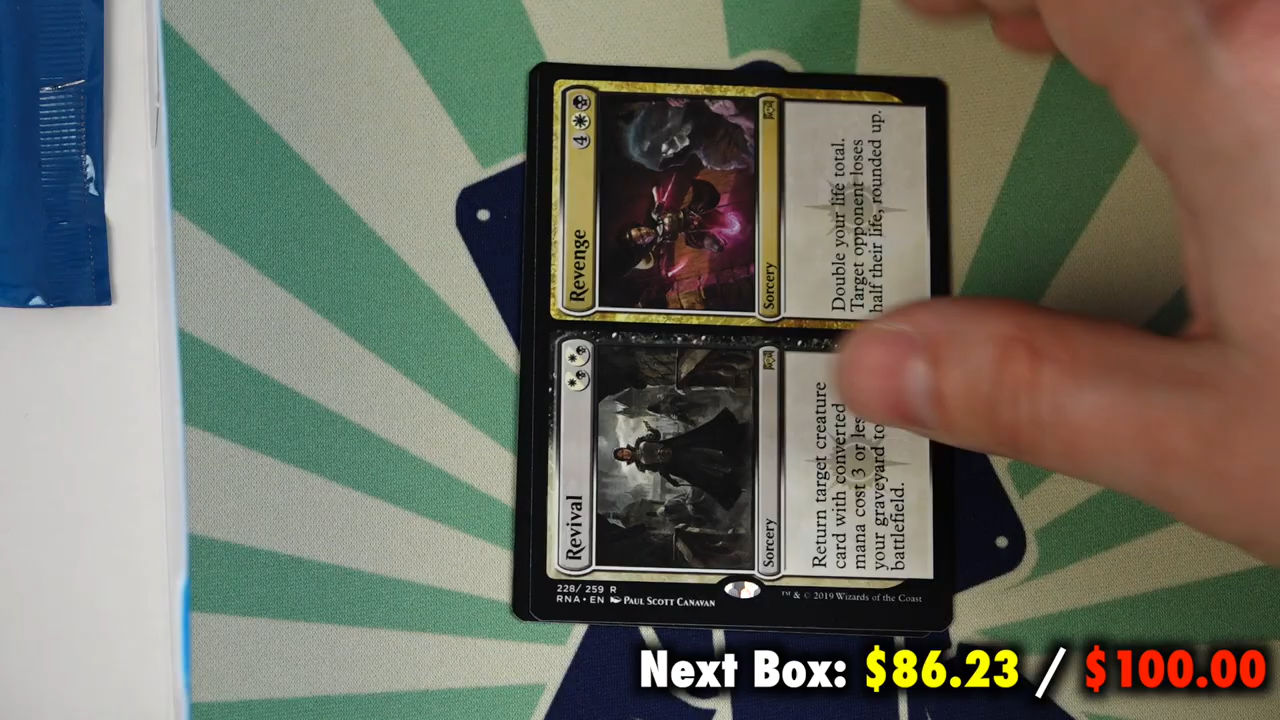 Revenge
4
Sorcery
Double your life total.
Target opponent loses
half their life, rounded up.
Revival
Sorcery
Return target creature
card with converted
mana cost 3 or les
your graveyard to
battlefield.
228/ 259 R
RNA • EN PAUL SCOTT CANAVAN
™ & © 2019 Wizards of the Coast
Next Box: $86.23 / $100.00